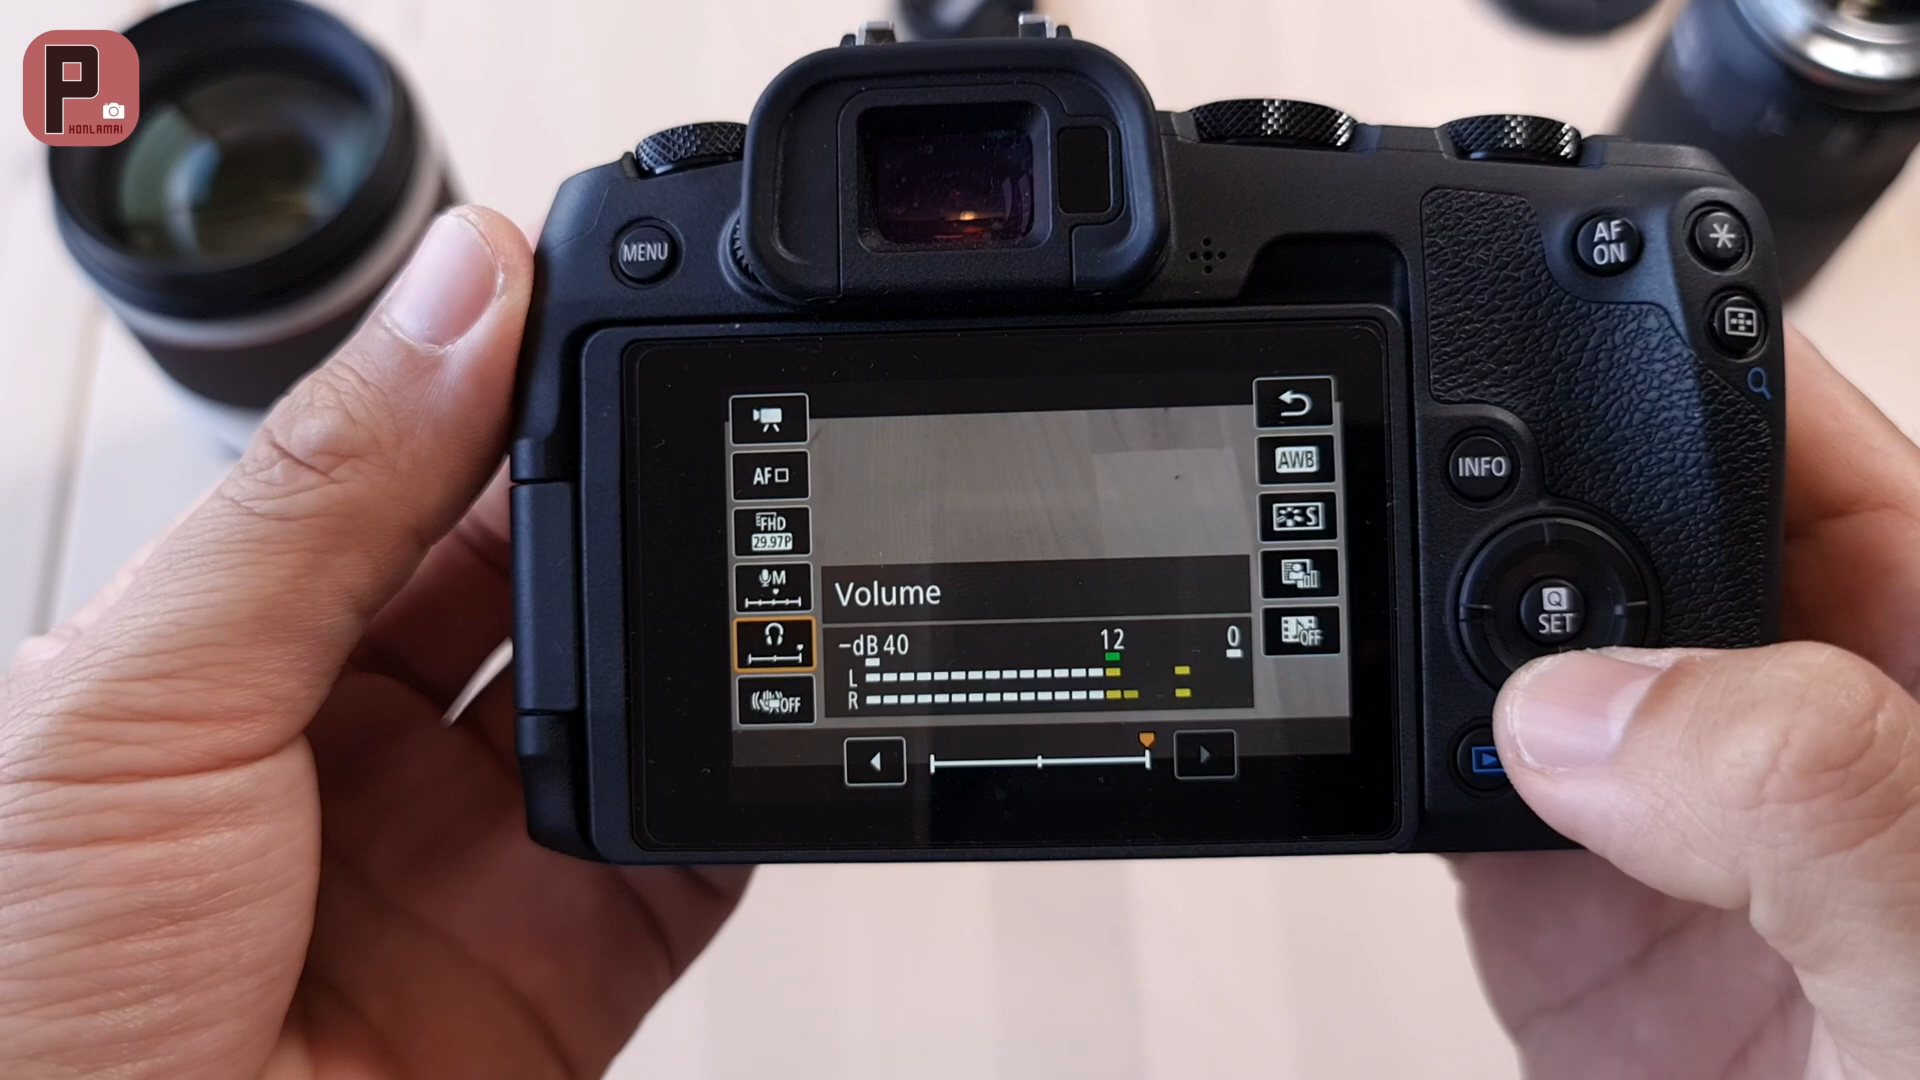 P
HONLAMAI
MENU
AF
ON
INFO
Q
SET
AF
FHD
29.97P
M
OFF
AWB
S
OFF
Volume
-dB 40 12 0
L
R